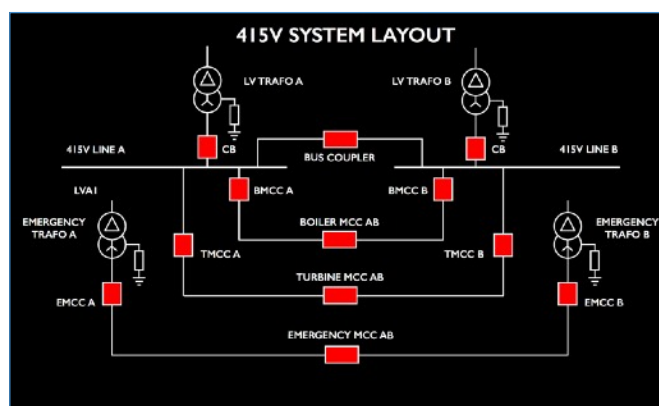 415V SYSTEM LAYOUT
LV TRAFO A
LV TRAFO B
CB
CB
415V LINE A
BUS COUPLER
415V LINE B
LVA1
BMCC A
BMCC B
EMERGENCY
TRAFO A
BOILER MCC AB
EMERGENCY
TRAFO B
TMCC A
TMCC B
TURBINE MCC AB
EMCC A
EMCC B
EMERGENCY MCC AB